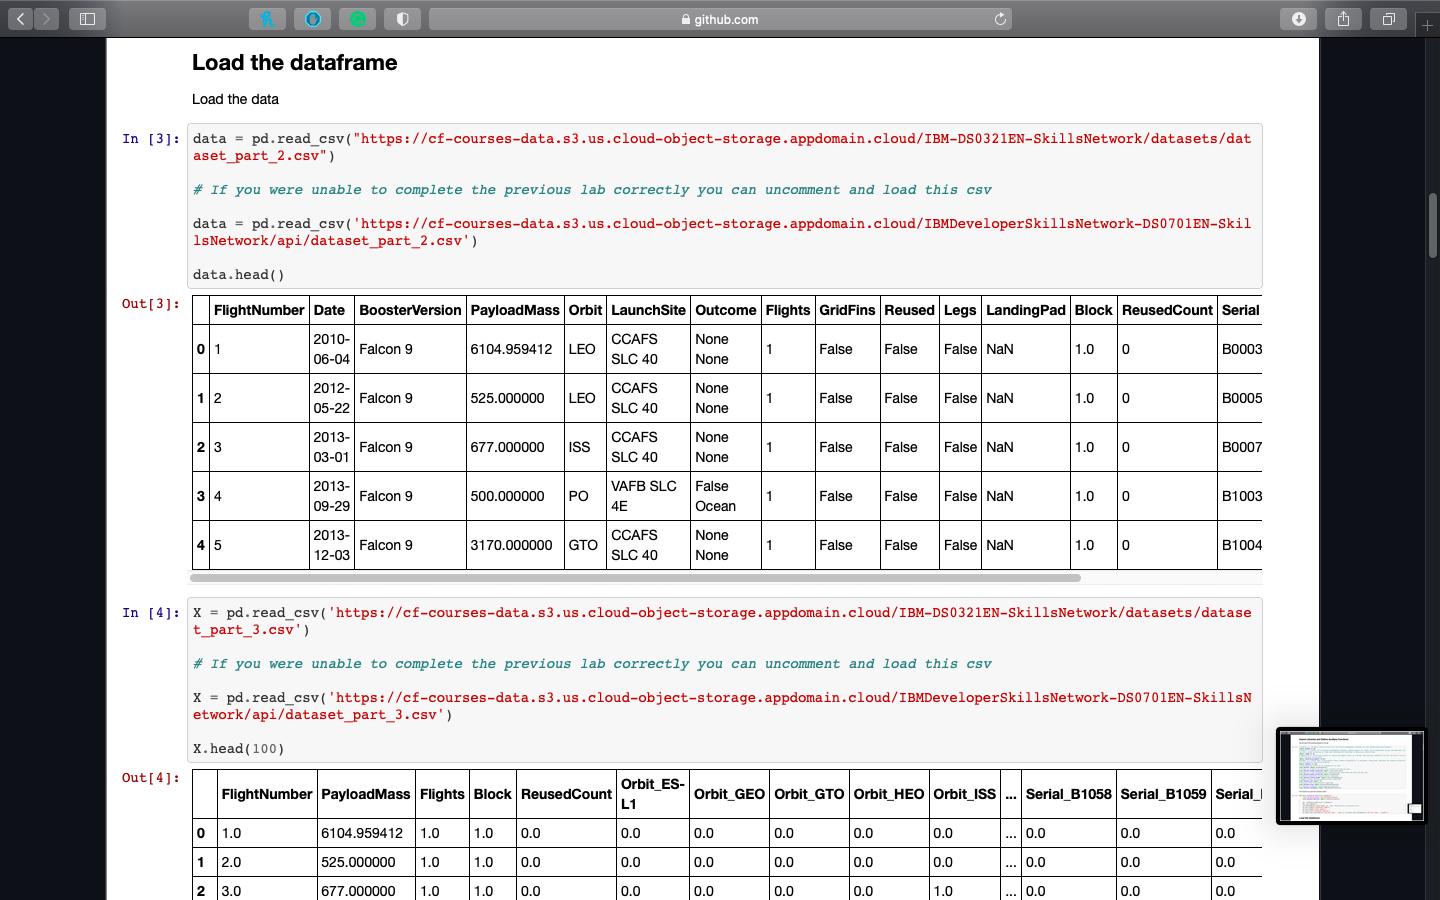 github.com
Load the dataframe
Load the data
In [3]:
data = pd.read_csv("https://cf-courses-data.s3.us.cloud-object-storage.appdomain.cloud/IBM-DS0321EN-SkillsNetwork/datasets/dat
aset_part_2.csv")
# If you were unable to complete the previous lab correctly you can uncomment and load this csv
data = pd.read_csv('https://cf-courses-data.s3.us.cloud-object-storage.appdomain.cloud/IBMDeveloperSkillsNetwork-DS0701EN-Skil
lsNetwork/api/dataset_part_2.csv')
data.head()
Out[3]:
FlightNumber Date BoosterVersion PayloadMass Orbit LaunchSite Outcome Flights GridFins Reused Legs LandingPad Block ReusedCount Serial
0 1 2010-06-04 Falcon 9 6104.959412 LEO CCAFS SLC 40 None None 1 False False False NaN 1.0 0 B0003
1 2 2012-05-22 Falcon 9 525.000000 LEO CCAFS SLC 40 None None 1 False False False NaN 1.0 0 B0005
2 3 2013-03-01 Falcon 9 677.000000 ISS CCAFS SLC 40 None None 1 False False False NaN 1.0 0 B0007
3 4 2013-09-29 Falcon 9 500.000000 PO VAFB SLC 4E False Ocean 1 False False False NaN 1.0 0 B1003
4 5 2013-12-03 Falcon 9 3170.000000 GTO CCAFS SLC 40 None None 1 False False False NaN 1.0 0 B1004
In [4]:
X = pd.read_csv('https://cf-courses-data.s3.us.cloud-object-storage.appdomain.cloud/IBM-DS0321EN-SkillsNetwork/datasets/datase
t_part_3.csv')
# If you were unable to complete the previous lab correctly you can uncomment and load this csv
X = pd.read_csv('https://cf-courses-data.s3.us.cloud-object-storage.appdomain.cloud/IBMDeveloperSkillsNetwork-DS0701EN-SkillsN
etwork/api/dataset_part_3.csv')
X.head(100)
Out[4]:
FlightNumber PayloadMass Flights Block ReusedCount Orbit_ES-L1 Orbit_GEO Orbit_GTO Orbit_HEO Orbit_ISS ... Serial_B1058 Serial_B1059 Serial_
0 1.0 6104.959412 1.0 1.0 0.0 0.0 0.0 0.0 0.0 0.0 ... 0.0 0.0 0.0
1 2.0 525.000000 1.0 1.0 0.0 0.0 0.0 0.0 0.0 0.0 ... 0.0 0.0 0.0
2 3.0 677.000000 1.0 1.0 0.0 0.0 0.0 0.0 0.0 1.0 ... 0.0 0.0 0.0